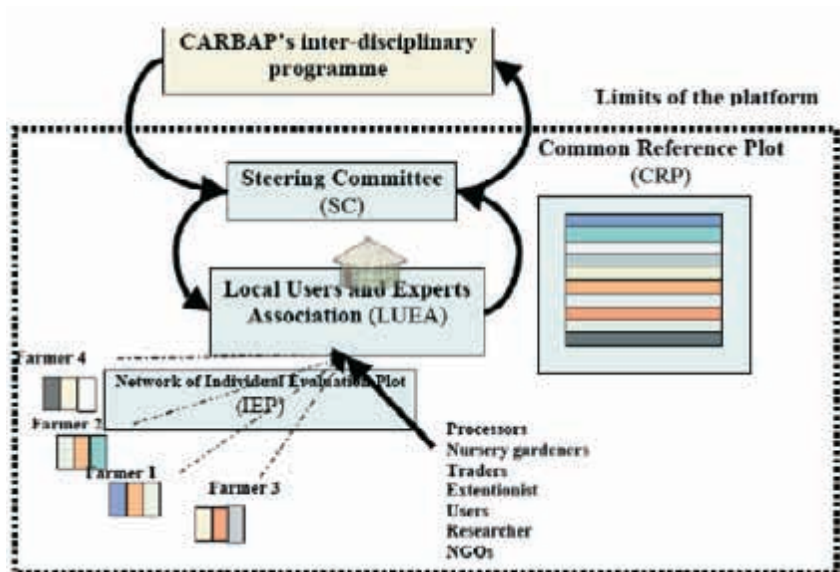 CARBAP's inter-disciplinary
programme
Limits of the platform
Common Reference Plot
(CRP)
Steering Committee
(SC)
Local Users and Experts
Association (LUEA)
Farmer 4
Network of Individual Evaluation Plot
(IEP)
Farmer 2
Farmer 1
Farmer 3
Processors
Nursery gardeners
Traders
Extentionist
Users
Researcher
NGOs